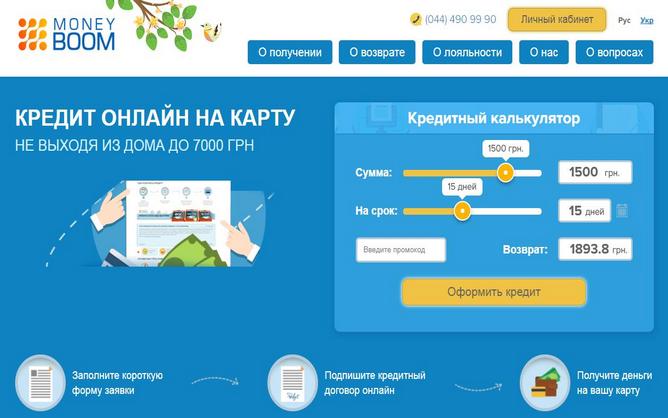 MONEY
BOOM
(044) 490 99 90
Личный кабинет
Рус
Укр
О получении
О возврате
О лояльности
О нас
О вопросах
КРЕДИТ ОНЛАЙН НА КАРТУ
НЕ ВЫХОДЯ ИЗ ДОМА ДО 7000 ГРН
Кредитный калькулятор
1500 грн.
Сумма:
1500 грн.
15 дней
На срок:
15 дней
Введите промокод
Возврат:
1893.8 грн.
Оформить кредит
Заполните короткую
форму заявки
Подпишите кредитный
договор онлайн
Получите деньги
на вашу карту